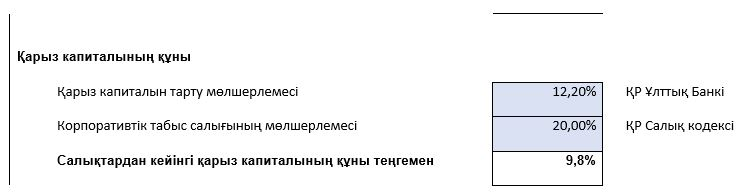 Қарыз капиталының құны
Қарыз капиталын тарту мөлшерлемесі 12,20% ҚР Ұлттық Банкі
Корпоративтік табыс салығының мөлшерлемесі 20,00% ҚР Салық кодексі
Салықтардан кейінгі қарыз капиталының құны теңгемен 9,8%